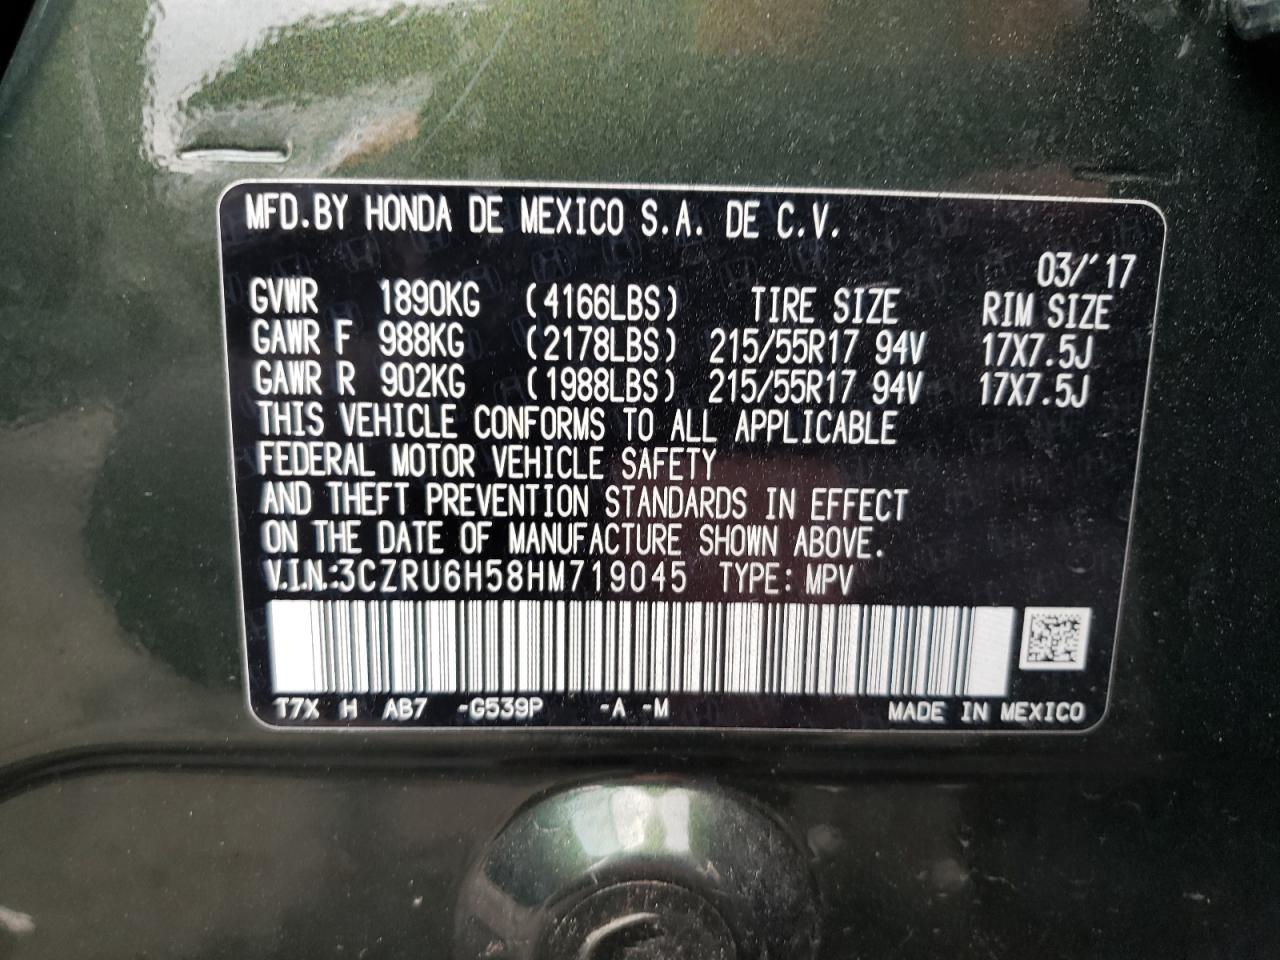 MFD.BY HONDA DE MEXICO S.A. DE C.V.
03/'17
GVWR 1890KG (4166LBS) TIRE SIZE RIM SIZE
GAWR F 988KG (2178LBS) 215/55R17 94V 17X7.5J
GAWR R 902KG (1988LBS) 215/55R17 94V 17X7.5J
THIS VEHICLE CONFORMS TO ALL APPLICABLE
FEDERAL MOTOR VEHICLE SAFETY
AND THEFT PREVENTION STANDARDS IN EFFECT
ON THE DATE OF MANUFACTURE SHOWN ABOVE.
V.I.N.:3CZRU6H58HM719045 TYPE: MPV
T7X H AB7 -G539P -A -M MADE IN MEXICO